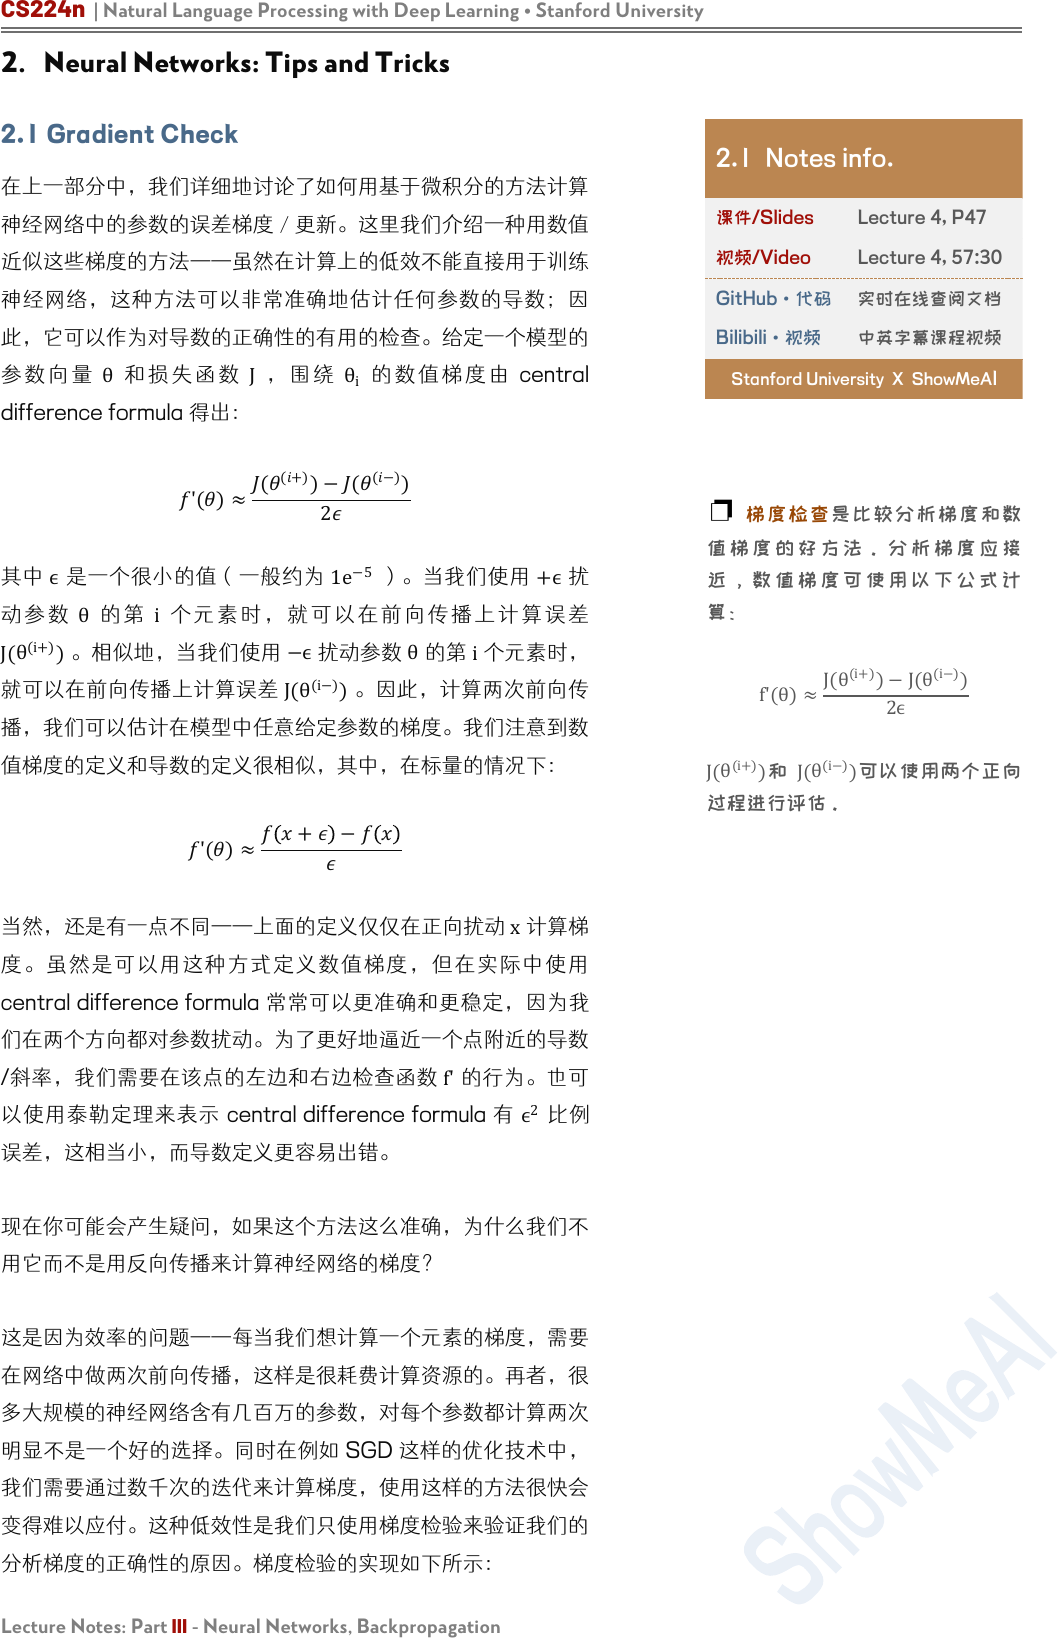 CS224n | Natural Language Processing with Deep Learning • Stanford University
2. Neural Networks: Tips and Tricks
2.1 Gradient Check
在上一部分中，我们详细地讨论了如何用基于微积分的方法计算
神经网络中的参数的误差梯度 / 更新。这里我们介绍一种用数值
近似这些梯度的方法——虽然在计算上的低效不能直接用于训练
神经网络，这种方法可以非常准确地估计任何参数的导数；因
此，它可以作为对导数的正确性的有用的检查。给定一个模型的
参数向量 θ 和损失函数 J ，围绕 θᵢ 的数值梯度由 central
difference formula 得出：
f'(θ) ≈ (J(θ^(i+)) − J(θ^(i−))) / 2ϵ
其中 ϵ 是一个很小的值（ 一般约为 1e⁻⁵ ）。当我们使用 +ϵ 扰
动参数 θ 的第 i 个元素时，就可以在前向传播上计算误差
J(θ^(i+)) 。相似地，当我们使用 −ϵ 扰动参数 θ 的第 i 个元素时，
就可以在前向传播上计算误差 J(θ^(i−)) 。因此，计算两次前向传
播，我们可以估计在模型中任意给定参数的梯度。我们注意到数
值梯度的定义和导数的定义很相似，其中，在标量的情况下：
f'(θ) ≈ (f(x + ϵ) − f(x)) / ϵ
当然，还是有一点不同——上面的定义仅仅在正向扰动 x 计算梯
度。虽然是可以用这种方式定义数值梯度，但在实际中使用
central difference formula 常常可以更准确和更稳定，因为我
们在两个方向都对参数扰动。为了更好地逼近一个点附近的导数
/斜率，我们需要在该点的左边和右边检查函数 f' 的行为。也可
以使用泰勒定理来表示 central difference formula 有 ϵ² 比例
误差，这相当小，而导数定义更容易出错。
现在你可能会产生疑问，如果这个方法这么准确，为什么我们不
用它而不是用反向传播来计算神经网络的梯度？
这是因为效率的问题——每当我们想计算一个元素的梯度，需要
在网络中做两次前向传播，这样是很耗费计算资源的。再者，很
多大规模的神经网络含有几百万的参数，对每个参数都计算两次
明显不是一个好的选择。同时在例如 SGD 这样的优化技术中，
我们需要通过数千次的迭代来计算梯度，使用这样的方法很快会
变得难以应付。这种低效性是我们只使用梯度检验来验证我们的
分析梯度的正确性的原因。梯度检验的实现如下所示：
2.1 Notes info.
课件/Slides Lecture 4, P47
视频/Video Lecture 4, 57:30
GitHub · 代码 实时在线查阅文档
Bilibili · 视频 中英字幕课程视频
Stanford University X ShowMeAI
❐ 梯度检查是比较分析梯度和数
值梯度的好方法．分析梯度应接
近，数值梯度可使用以下公式计
算：
f'(θ) ≈ (J(θ^(i+)) − J(θ^(i−))) / 2ϵ
J(θ^(i+))和 J(θ^(i−))可以使用两个正向
过程进行评估．
ShowMeAI
Lecture Notes: Part III - Neural Networks, Backpropagation